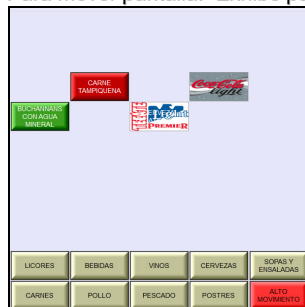 CARNE
TAMPIQUENA
Coca-Cola
light
BUCHANNANS
CON AGUA
MINERAL
PREMIER
LICORES
BEBIDAS
VINOS
CERVEZAS
SOPAS Y
ENSALADAS
CARNES
POLLO
PESCADO
POSTRES
ALTO
MOVIMIENTO